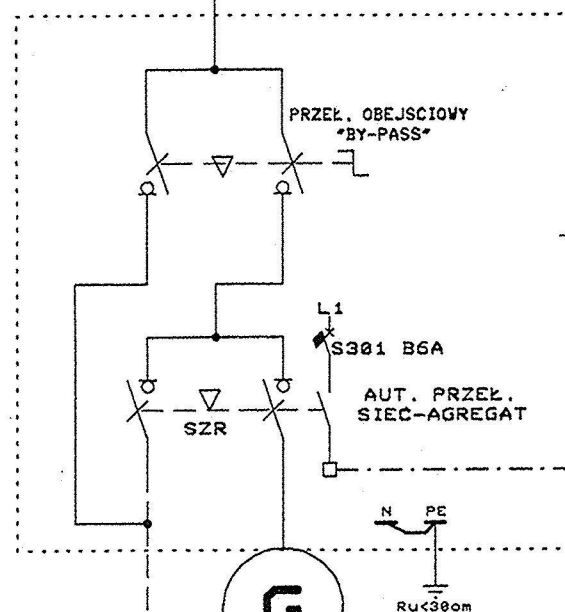 PRZEŁ. OBEJSCIOWY
"BY-PASS"
L1
S301 B6A
AUT. PRZEŁ.
SIEC-AGREGAT
SZR
N PE
G
Ru<30om